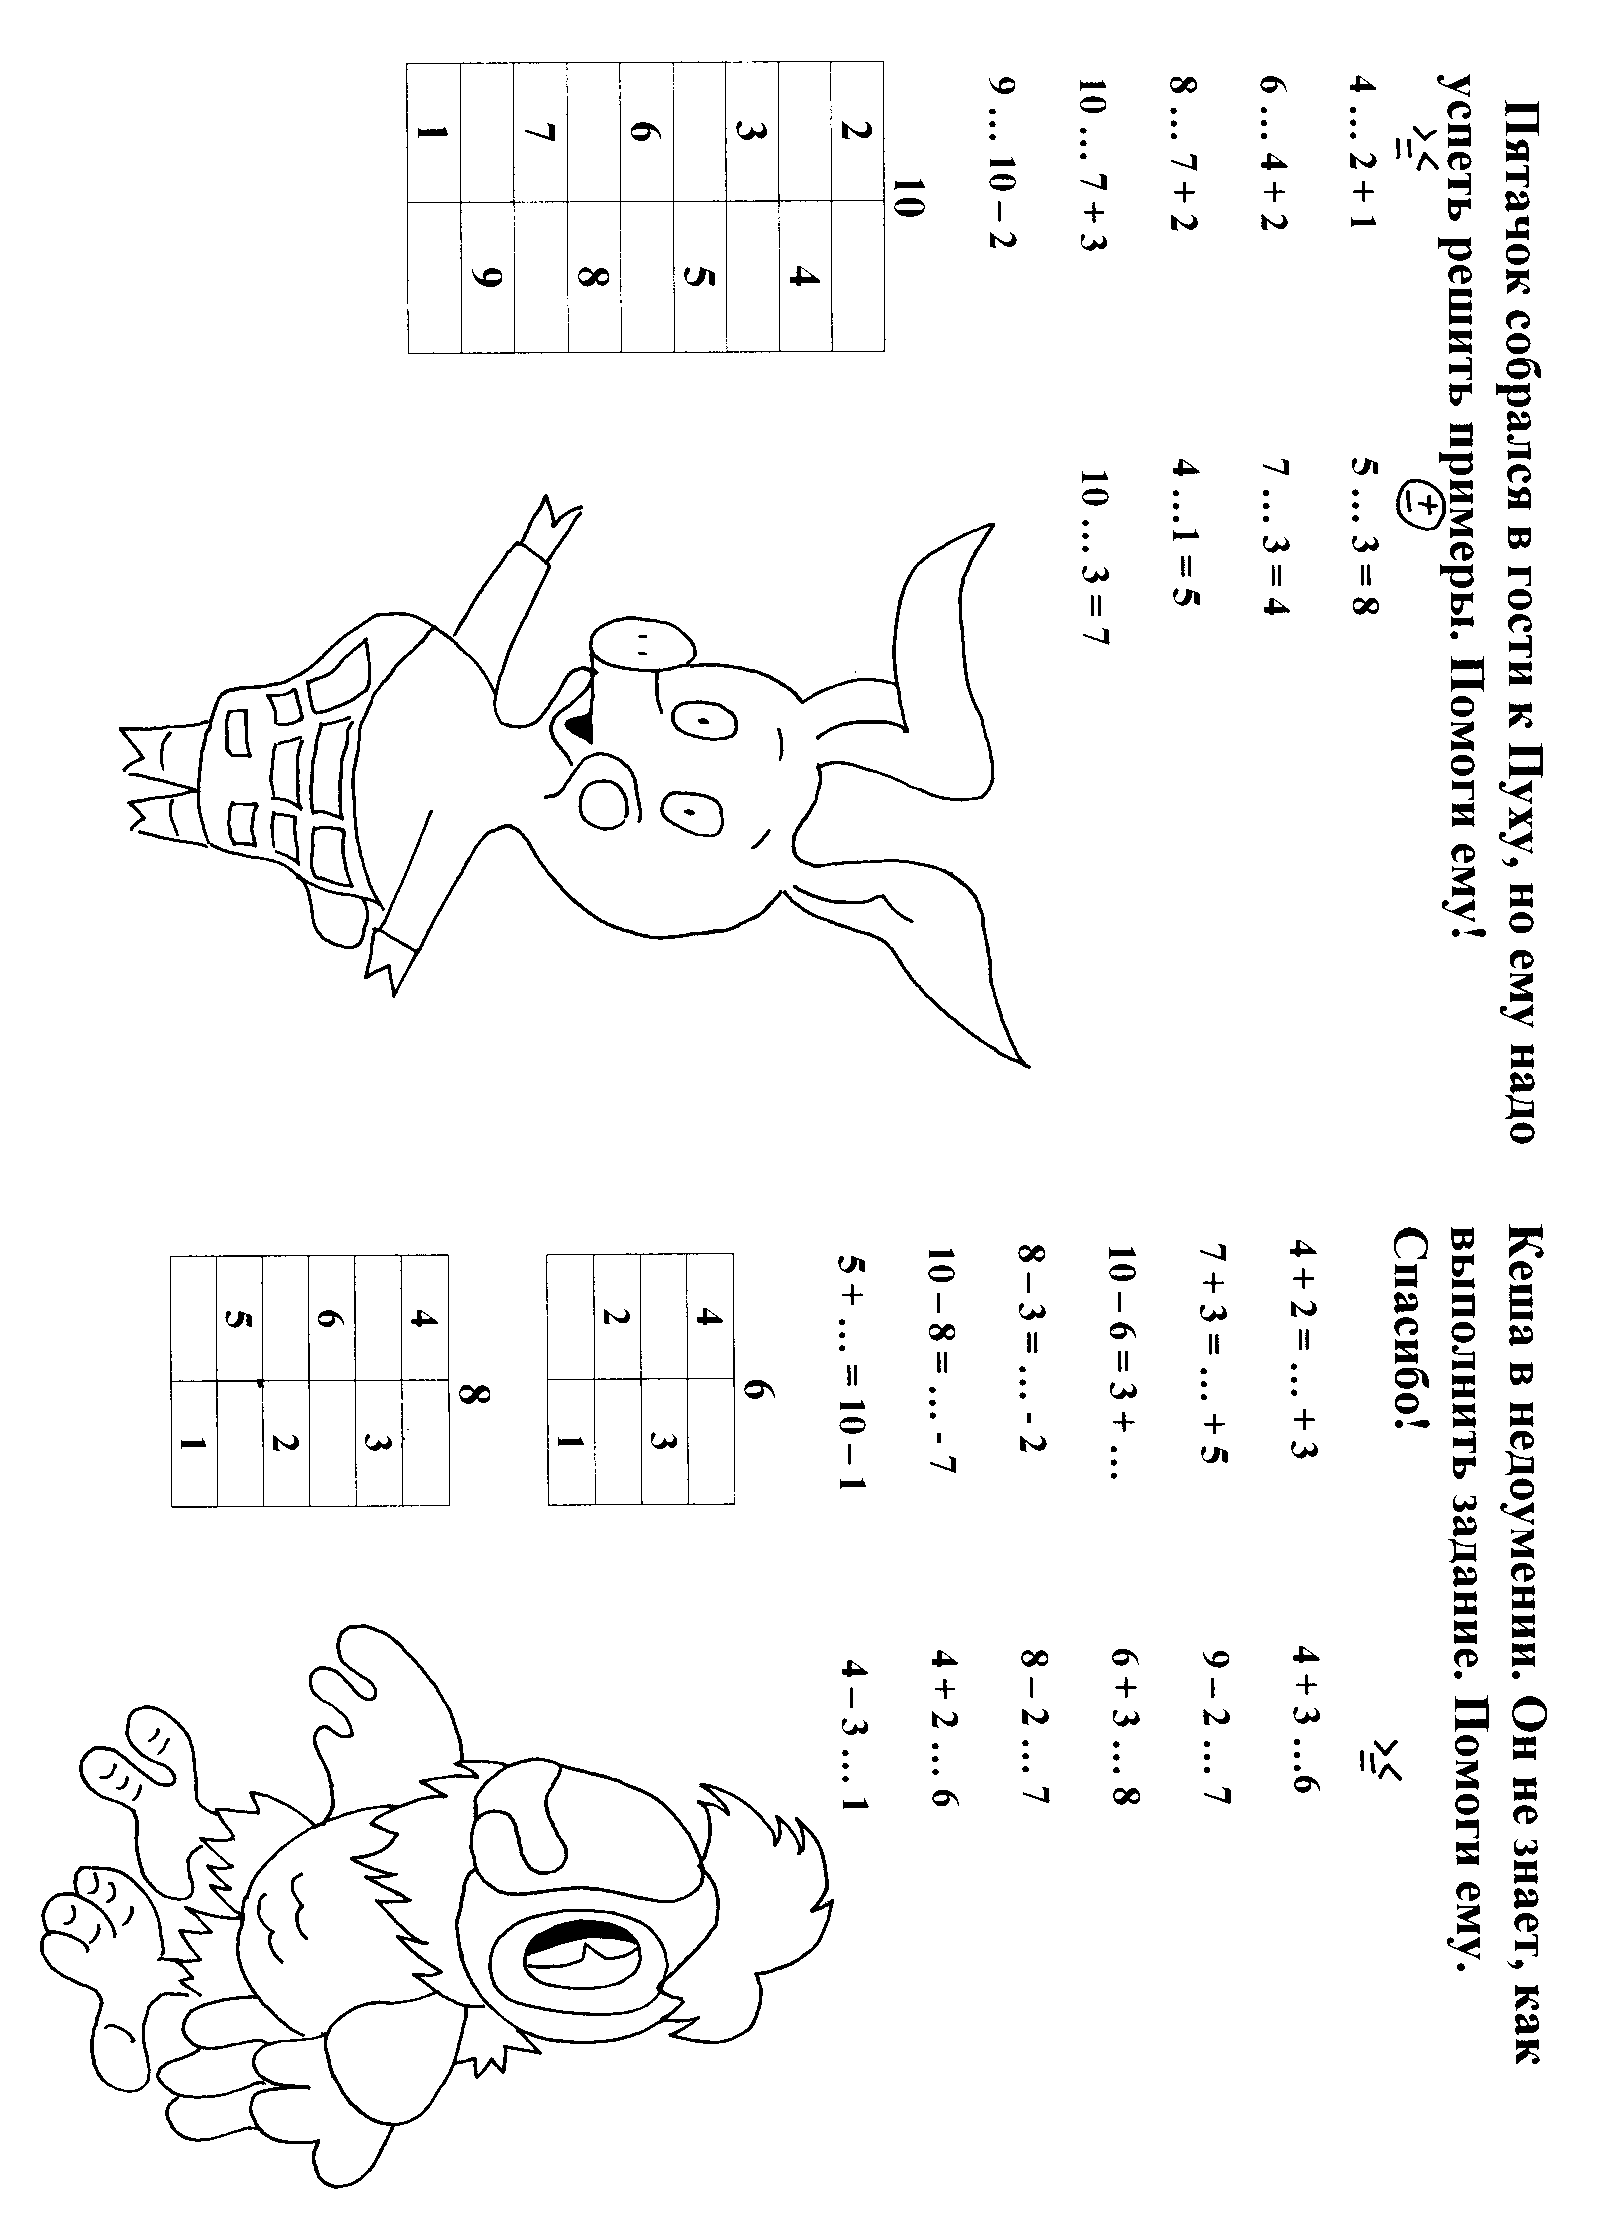 Пятачок собрался в гости к Пуху, но ему надо
успеть решить примеры. Помоги ему!
> <
=
+
-
4 … 2 + 1
5 … 3 = 8
6 … 4 + 2
7 … 3 = 4
8 … 7 + 2
4 …1 = 5
10 … 7 + 3
10 … 3 = 7
9 … 10 – 2
10
2
4
3
5
6
8
7
9
1
Кеша в недоумении. Он не знает, как
выполнить задание. Помоги ему.
Спасибо!
> <
=
4 + 2 = … + 3
4 + 3 …6
7 + 3 = … + 5
9 – 2 … 7
10 – 6 = 3 + …
6 + 3 … 8
8 – 3 = … - 2
8 – 2 … 7
10 – 8 = … - 7
4 + 2 … 6
5 + … = 10 – 1
4 – 3 … 1
6
4
3
2
1
8
4
3
6
2
5
1